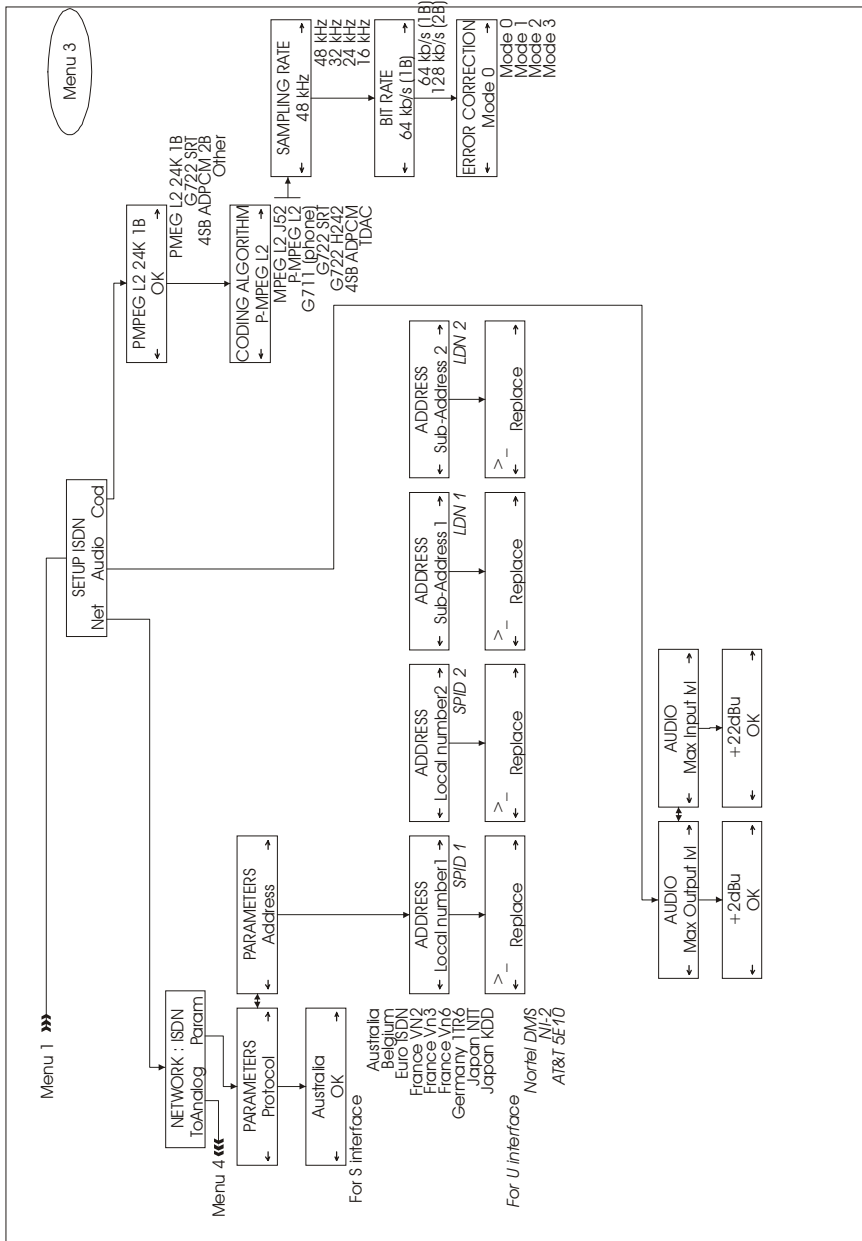 Menu 3
Menu 1
SETUP ISDN
Net Audio Cod
NETWORK : ISDN
ToAnalog Param
Menu 4
PARAMETERS
Protocol
PARAMETERS
Address
Australia
OK
For S interface
Australia
Belgium
Euro ISDN
France VN2
France Vn3
France Vn6
Germany 1TR6
Japan NTT
Japan KDD
For U interface
Nortel DMS
NI-2
AT&T 5E10
ADDRESS
Local number1
SPID 1
>_
Replace
ADDRESS
Local number2
SPID 2
>_
Replace
ADDRESS
Sub-Address1
LDN 1
>_
Replace
ADDRESS
Sub-Address 2
LDN 2
>_
Replace
AUDIO
Max Output lvl
+2dBu
OK
AUDIO
Max Input lvl
+22dBu
OK
PMPEG L2 24K 1B
OK
PMEG L2 24K 1B
G722 SRT
4SB ADPCM 2B
Other
CODING ALGORITHM
P-MPEG L2
MPEG L2 J52
P-MPEG L2
G711 (phone)
G722 SRT
G722 H242
4SB ADPCM
TDAC
SAMPLING RATE
48 kHz
48 kHz
32 kHz
24 kHz
16 kHz
BIT RATE
64 kb/s (1B)
64 kb/s (1B)
128 kb/s (2B)
ERROR CORRECTION
Mode 0
Mode 0
Mode 1
Mode 2
Mode 3